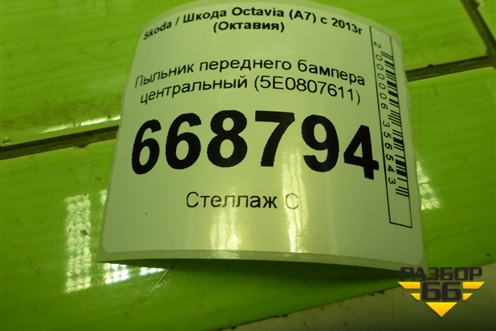 Skoda / Шкода Octavia (A7) с 2013г
(Октавия)
Пыльник переднего бампера
центральный (5E0807611)
668794
Стеллаж С
2000006356543
РАЗБОР
66